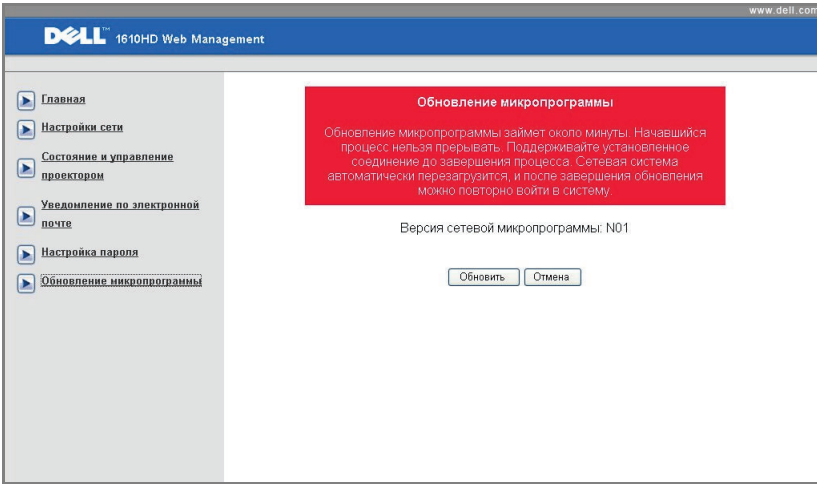 www.dell.com
DELL™ 1610HD Web Management
Главная
Настройки сети
Состояние и управление
проектором
Уведомление по электронной
почте
Настройка пароля
Обновление микропрограммы
Обновление микропрограммы
Обновление микропрограммы займет около минуты. Начавшийся
процесс нельзя прерывать. Поддерживайте установленное
соединение до завершения процесса. Сетевая система
автоматически перезагрузится, и после завершения обновления
можно повторно войти в систему.
Версия сетевой микропрограммы: N01
Обновить Отмена